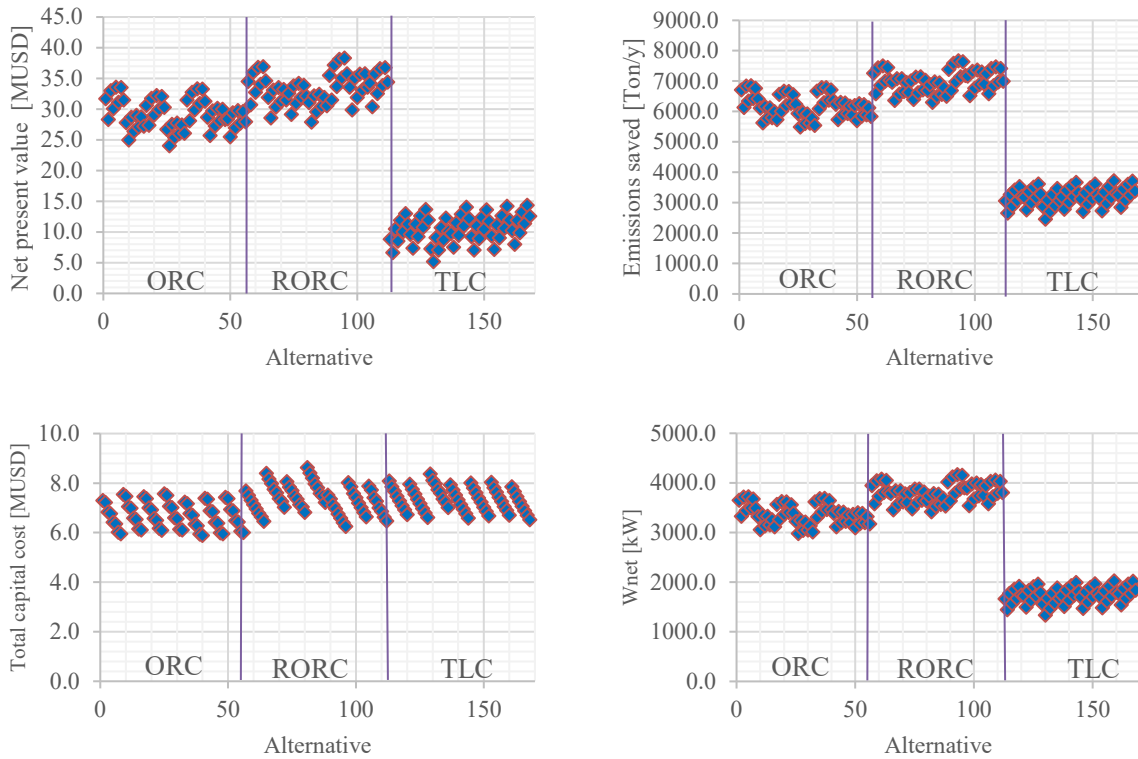 Net present value [MUSD]
45.0
40.0
35.0
30.0
25.0
20.0
15.0
10.0
5.0
0.0
ORC RORC TLC
0 50 100 150
Alternative
Emissions saved [Ton/y]
9000.0
8000.0
7000.0
6000.0
5000.0
4000.0
3000.0
2000.0
1000.0
0.0
ORC RORC TLC
0 50 100 150
Alternative
Total capital cost [MUSD]
10.0
8.0
6.0
4.0
2.0
0.0
ORC RORC TLC
0 50 100 150
Alternative
Wnet [kW]
5000.0
4000.0
3000.0
2000.0
1000.0
0.0
ORC RORC TLC
0 50 100 150
Alternative